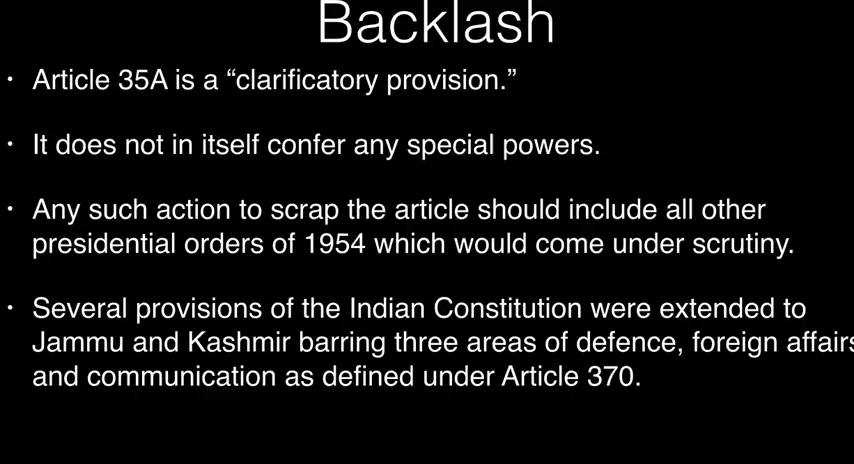 Backlash
• Article 35A is a “clarificatory provision.”
• It does not in itself confer any special powers.
• Any such action to scrap the article should include all other
presidential orders of 1954 which would come under scrutiny.
• Several provisions of the Indian Constitution were extended to
Jammu and Kashmir barring three areas of defence, foreign affairs
and communication as defined under Article 370.